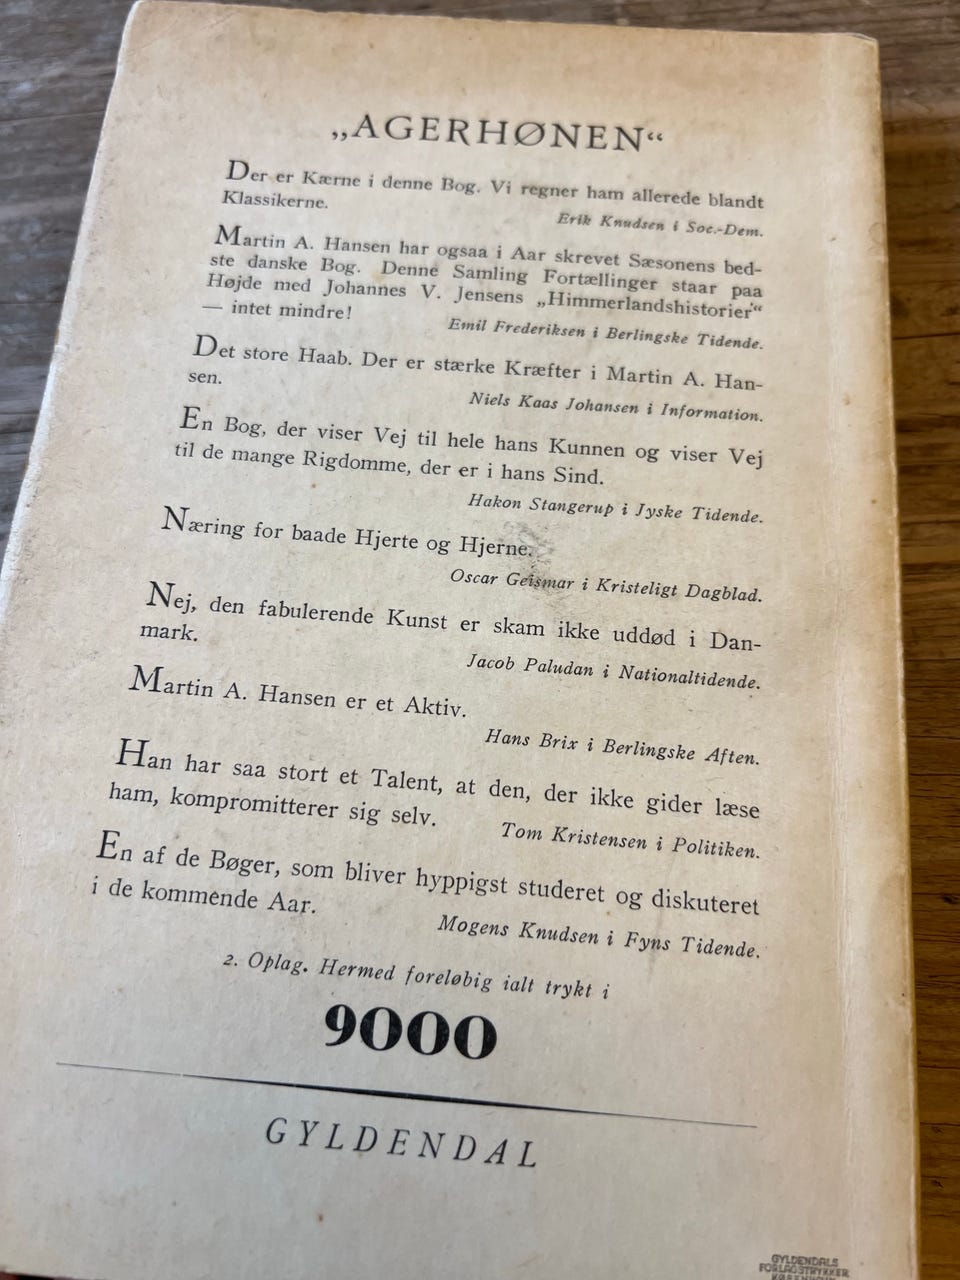 „AGERHØNEN“
Der er Kærne i denne Bog. Vi regner ham allerede blandt
Klassikerne.
Erik Knudsen i Soc.-Dem.
Martin A. Hansen har ogsaa i Aar skrevet Sæsonens bed-
ste danske Bog. Denne Samling Fortællinger staar paa
Højde med Johannes V. Jensens „Himmerlandshistorier“
— intet mindre!
Emil Frederiksen i Berlingske Tidende.
Det store Haab. Der er stærke Kræfter i Martin A. Han-
sen.
Niels Kaas Johansen i Information.
En Bog, der viser Vej til hele hans Kunnen og viser Vej
til de mange Rigdomme, der er i hans Sind.
Hakon Stangerup i Jyske Tidende.
Næring for baade Hjerte og Hjerne.
Oscar Geismar i Kristeligt Dagblad.
Nej, den fabulerende Kunst er skam ikke uddød i Dan-
mark.
Jacob Paludan i Nationaltidende.
Martin A. Hansen er et Aktiv.
Hans Brix i Berlingske Aften.
Han har saa stort et Talent, at den, der ikke gider læse
ham, kompromitterer sig selv.
Tom Kristensen i Politiken.
En af de Bøger, som bliver hyppigst studeret og diskuteret
i de kommende Aar.
Mogens Knudsen i Fyns Tidende.
2. Oplag. Hermed foreløbig ialt trykt i
9000
GYLDENDAL
GYLDENDALS
FORLAGSTRYKKER